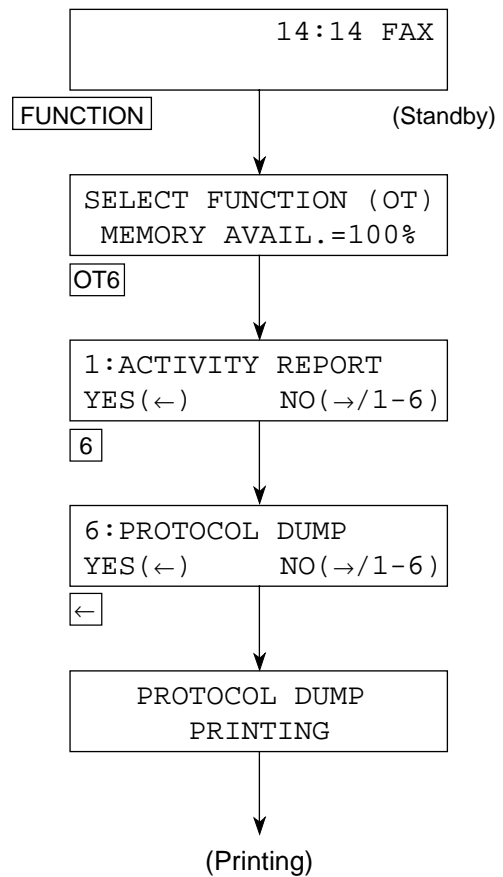 14:14 FAX
FUNCTION
(Standby)
SELECT FUNCTION (OT)
MEMORY AVAIL.=100%
OT6
1:ACTIVITY REPORT
YES(←) NO(→/1-6)
6
6:PROTOCOL DUMP
YES(←) NO(→/1-6)
←
PROTOCOL DUMP
PRINTING
(Printing)